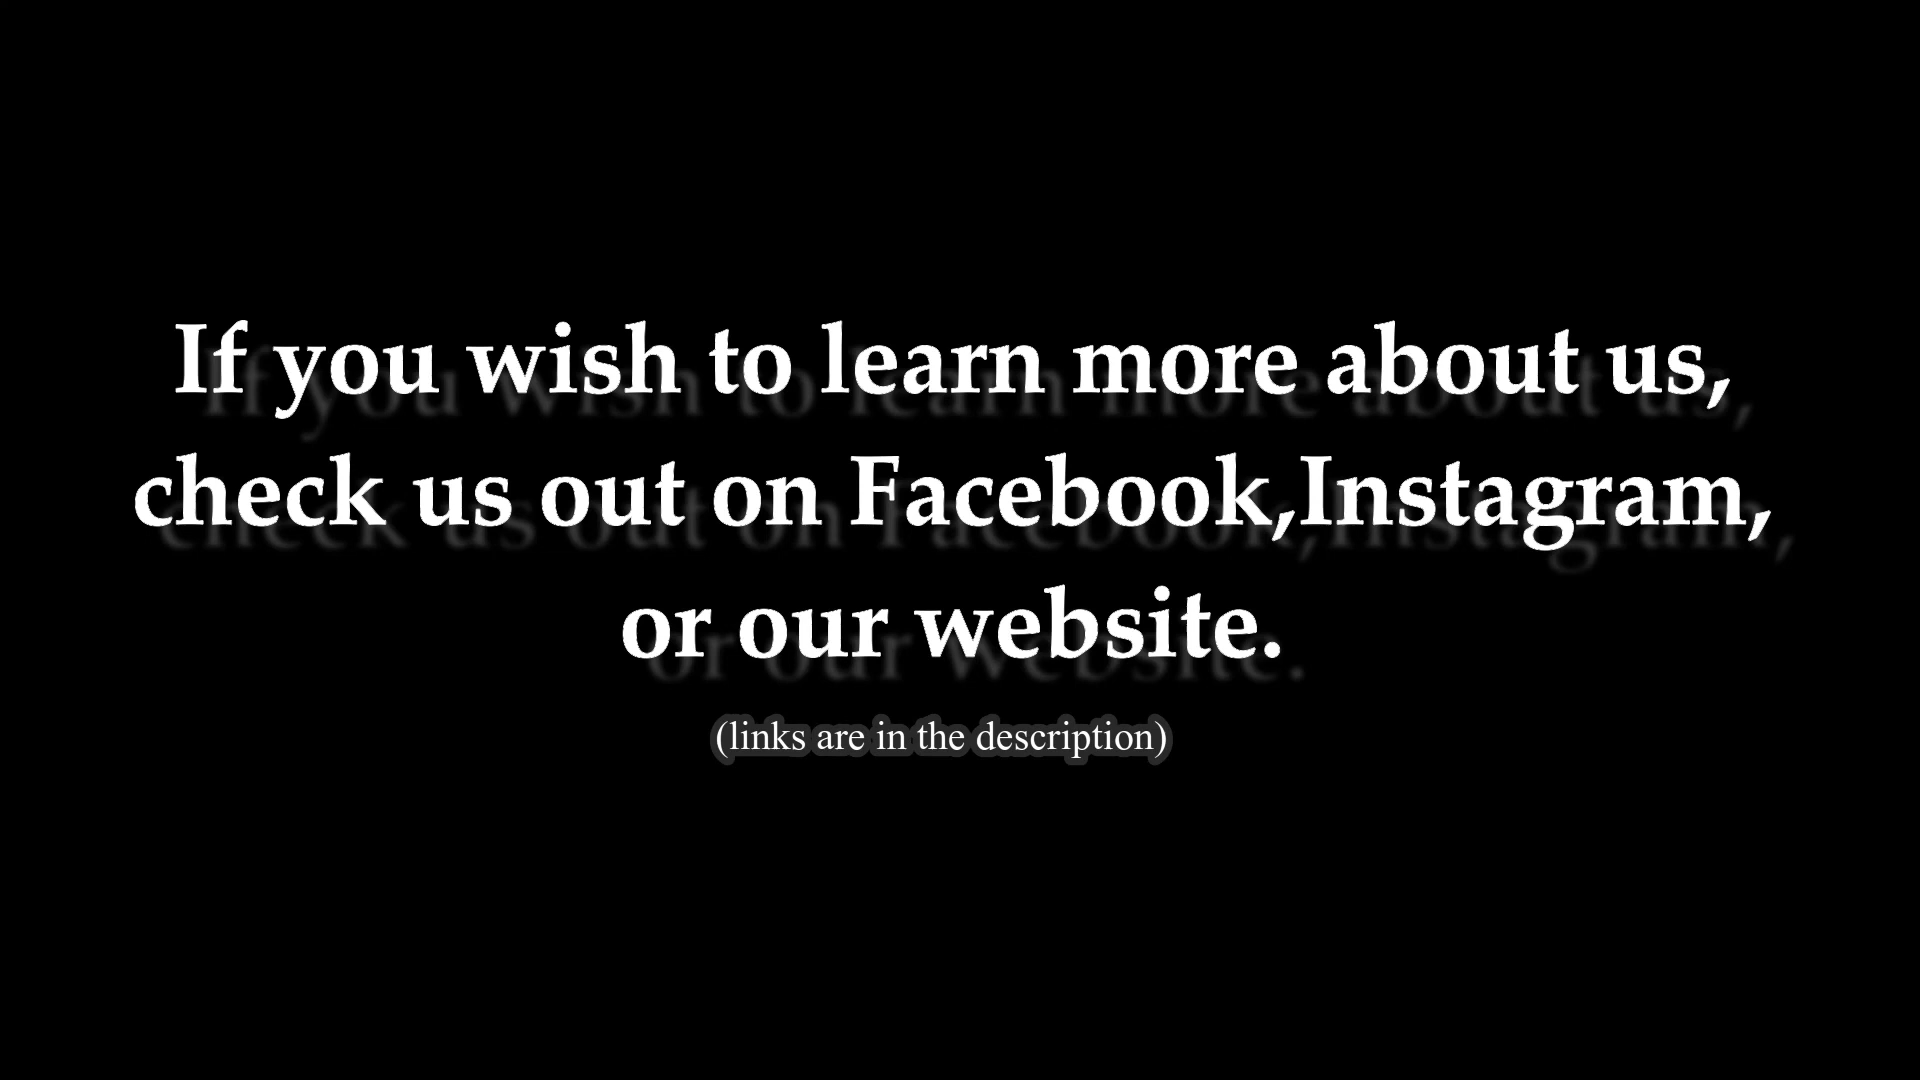 If you wish to learn more about us,
check us out on Facebook,Instagram,
or our website.
(links are in the description)